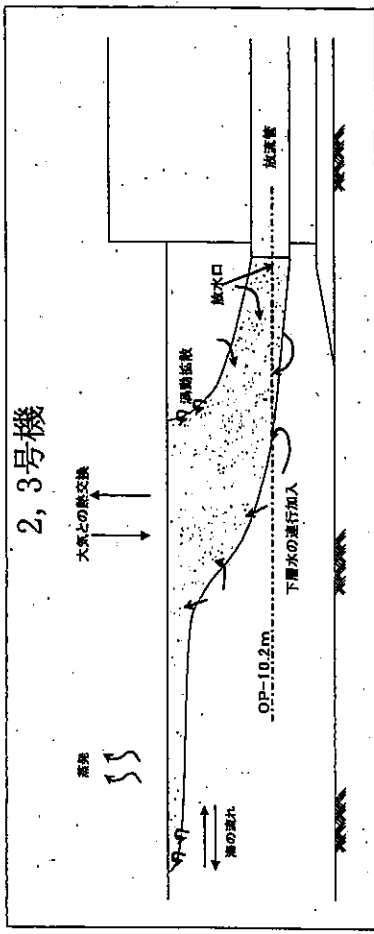 2,3号機
大気との熱交換
蒸発
渦動拡散
放水口
放流管
海の流れ
OP-10.2m
下層水の連行加入